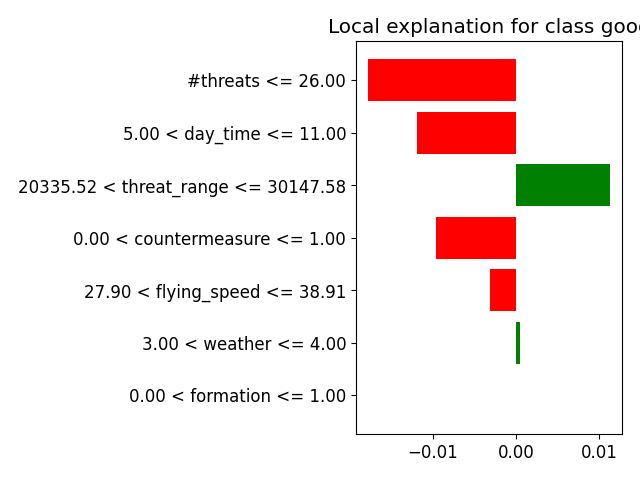 Local explanation for class goo
#threats <= 26.00
5.00 < day_time <= 11.00
20335.52 < threat_range <= 30147.58
0.00 < countermeasure <= 1.00
27.90 < flying_speed <= 38.91
3.00 < weather <= 4.00
0.00 < formation <= 1.00
−0.01 0.00 0.01